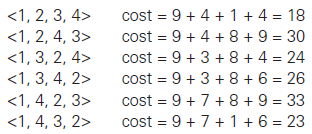 <1, 2, 3, 4> cost = 9 + 4 + 1 + 4 = 18
<1, 2, 4, 3> cost = 9 + 4 + 8 + 9 = 30
<1, 3, 2, 4> cost = 9 + 3 + 8 + 4 = 24
<1, 3, 4, 2> cost = 9 + 3 + 8 + 6 = 26
<1, 4, 2, 3> cost = 9 + 7 + 8 + 9 = 33
<1, 4, 3, 2> cost = 9 + 7 + 1 + 6 = 23